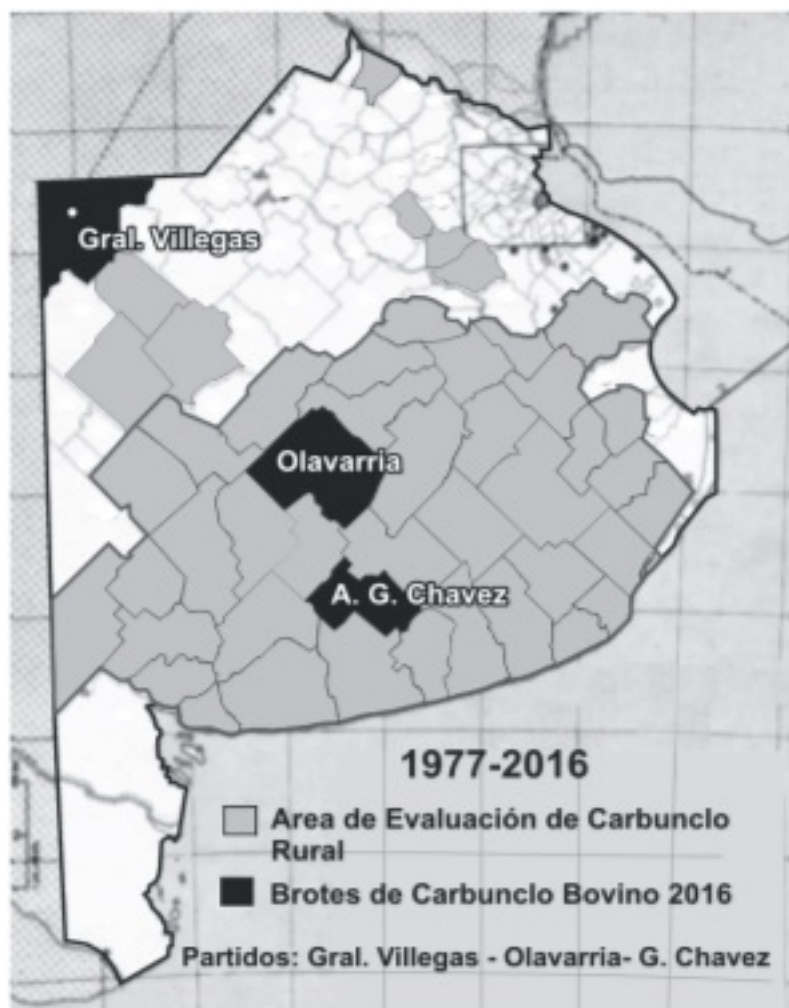 Gral. Villegas
Olavarria
A. G. Chavez
1977-2016
Area de Evaluación de Carbunclo
Rural
Brotes de Carbunclo Bovino 2016
Partidos: Gral. Villegas - Olavarria- G. Chavez